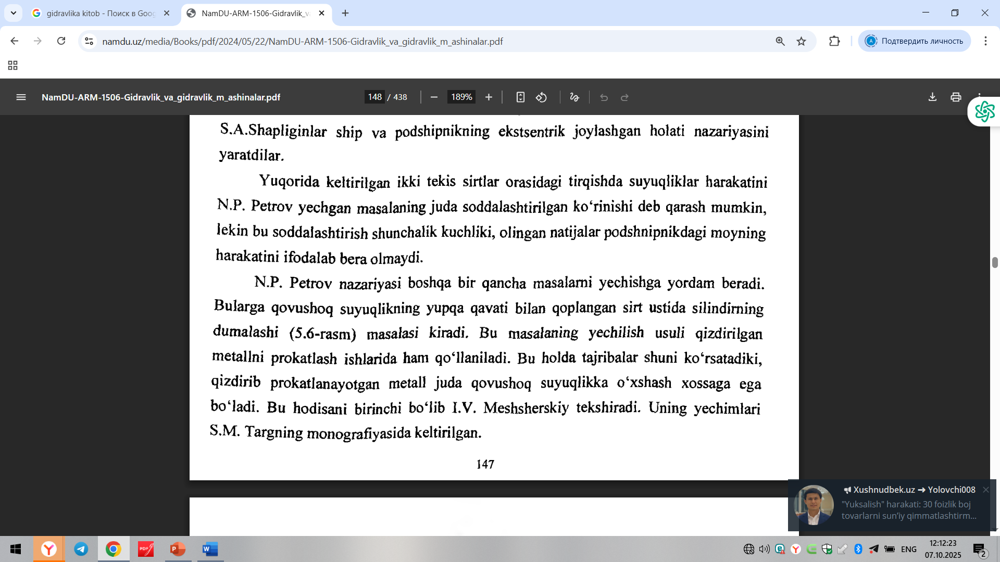 gidravlika kitob - Поиск в Goog
NamDU-ARM-1506-Gidravlik_va
namdu.uz/media/Books/pdf/2024/05/22/NamDU-ARM-1506-Gidravlik_va_gidravlik_m_ashinalar.pdf
A
Подтвердить личность
NamDU-ARM-1506-Gidravlik_va_gidravlik_m_ashinalar.pdf
148 / 438
189%
S.A.Shapliginlar ship va podshipnikning ekstsentrik joylashgan holati nazariyasini
yaratdilar.
Yuqorida keltirilgan ikki tekis sirtlar orasidagi tirqishda suyuqliklar harakatini
N.P. Petrov yechgan masalaning juda soddalashtirilgan ko‘rinishi deb qarash mumkin,
lekin bu soddalashtirish shunchalik kuchliki, olingan natijalar podshnipnikdagi moyning
harakatini ifodalab bera olmaydi.
N.P. Petrov nazariyasi boshqa bir qancha masalarni yechishga yordam beradi.
Bularga qovushoq suyuqlikning yupqa qavati bilan qoplangan sirt ustida silindirning
dumalashi (5.6-rasm) masalasi kiradi. Bu masalaning yechilish usuli qizdirilgan
metallni prokatlash ishlarida ham qo‘llaniladi. Bu holda tajribalar shuni ko‘rsatadiki,
qizdirib prokatlanayotgan metall juda qovushoq suyuqlikka o‘xshash xossaga ega
bo‘ladi. Bu hodisani birinchi bo‘lib I.V. Meshsherskiy tekshiradi. Uning yechimlari
S.M. Targning monografiyasida keltirilgan.
147
Xushnudbek.uz ➜ Yolovchi008
"Yuksalish" harakati: 30 foizlik boj
tovarlarni sun’iy qimmatlashtirm...
ENG
12:12:23
07.10.2025
2